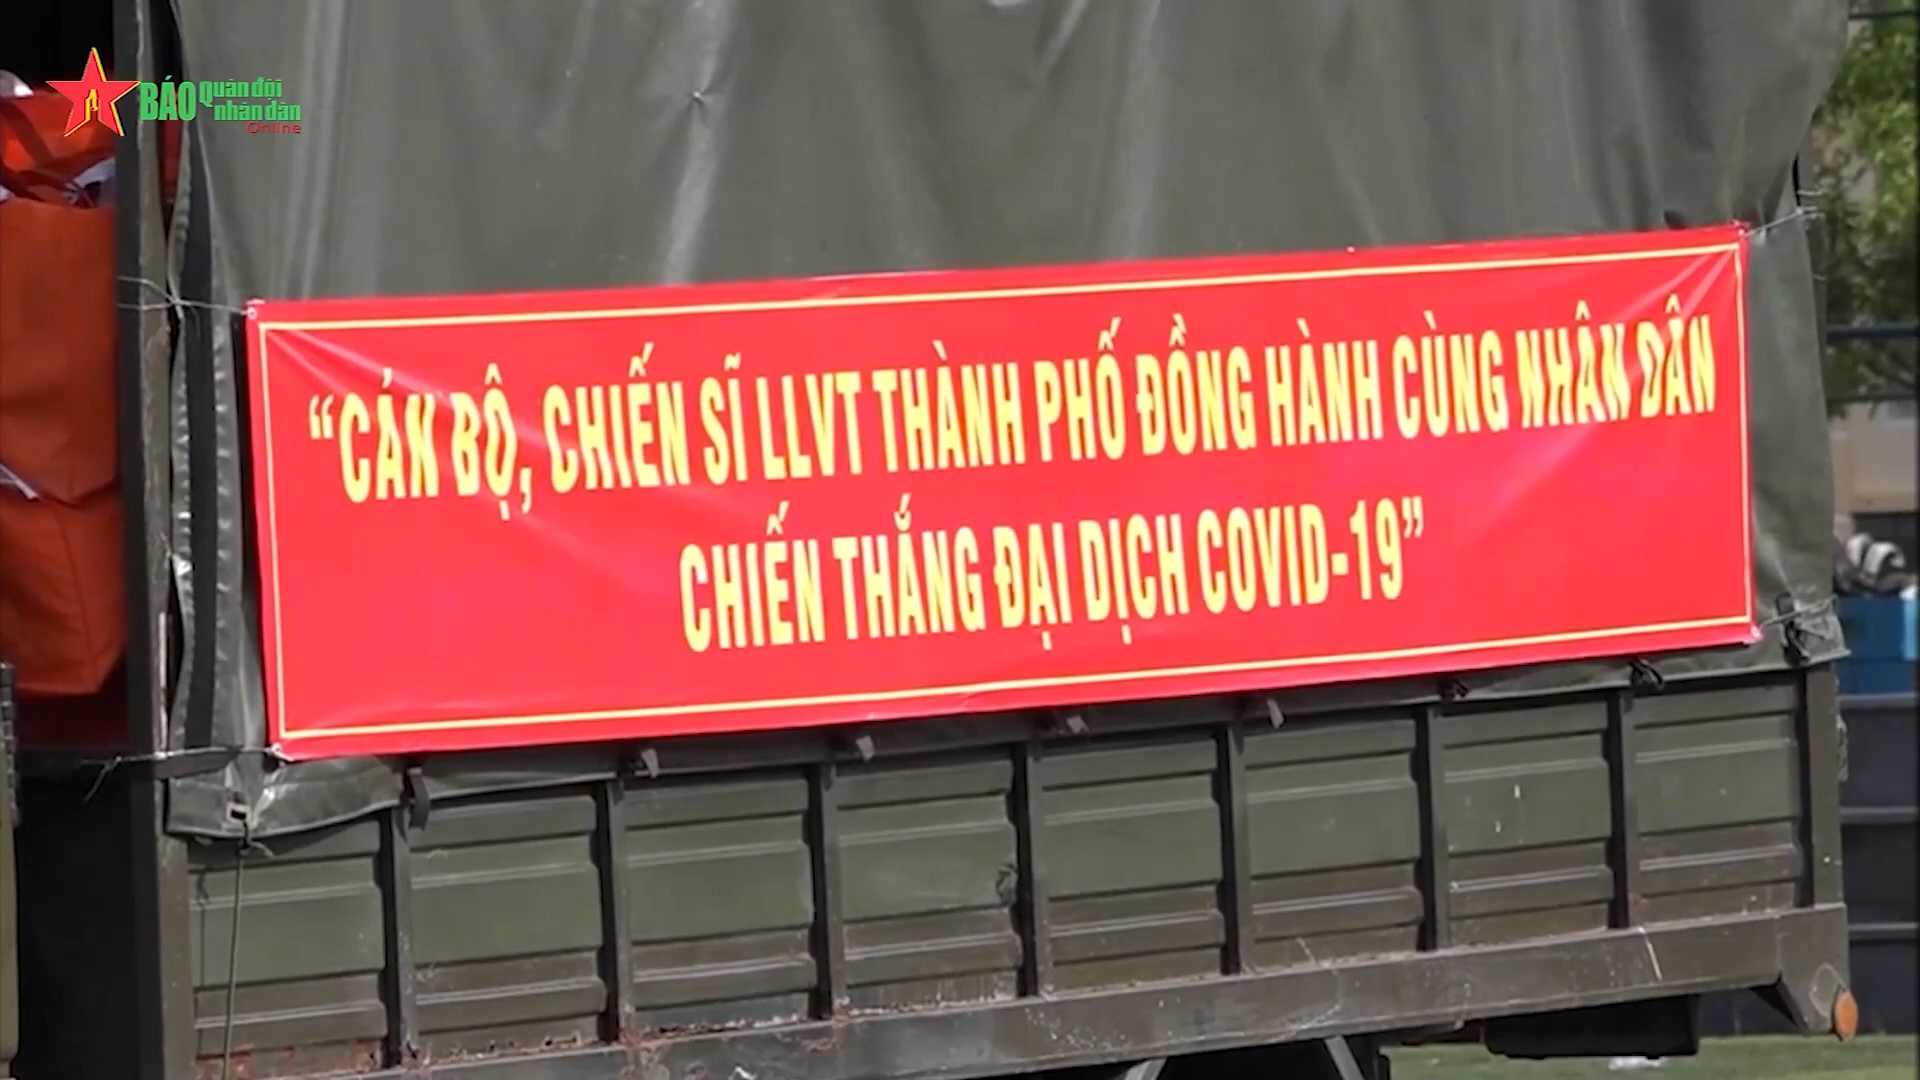 BÁO Quân đội
nhân dân
Online
“CÁN BỘ, CHIẾN SĨ LLVT THÀNH PHỐ ĐỒNG HÀNH CÙNG NHÂN DÂN
CHIẾN THẮNG ĐẠI DỊCH COVID-19”